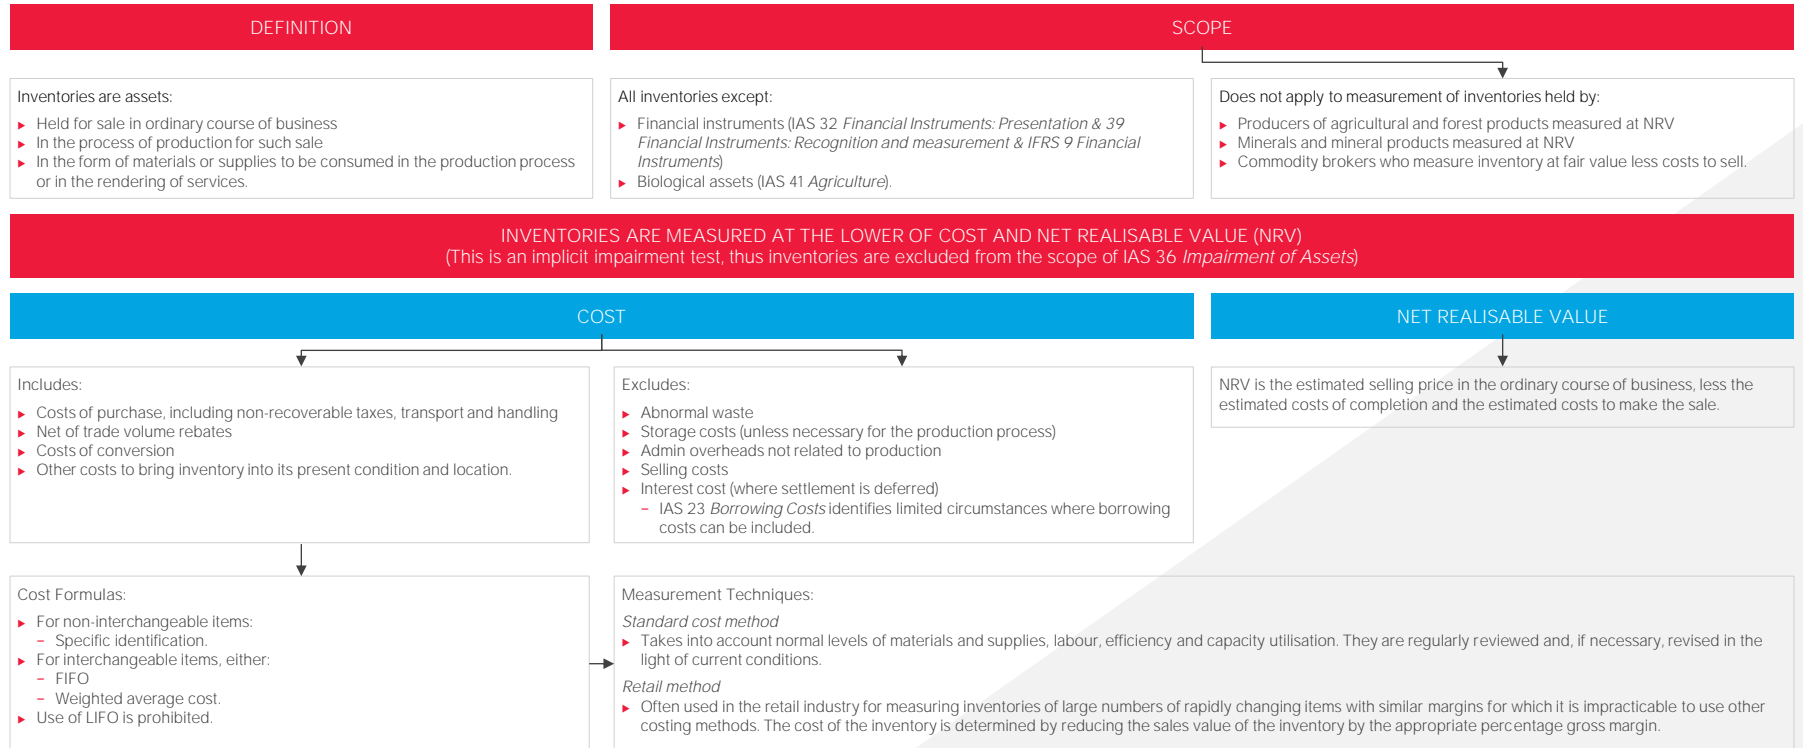 DEFINITION
SCOPE
Inventories are assets:
► Held for sale in ordinary course of business
► In the process of production for such sale
► In the form of materials or supplies to be consumed in the production process
or in the rendering of services.
All inventories except:
► Financial instruments (IAS 32 Financial Instruments: Presentation & 39
Financial Instruments: Recognition and measurement & IFRS 9 Financial
Instruments)
► Biological assets (IAS 41 Agriculture).
Does not apply to measurement of inventories held by:
► Producers of agricultural and forest products measured at NRV
► Minerals and mineral products measured at NRV
► Commodity brokers who measure inventory at fair value less costs to sell.
INVENTORIES ARE MEASURED AT THE LOWER OF COST AND NET REALISABLE VALUE (NRV)
(This is an implicit impairment test, thus inventories are excluded from the scope of IAS 36 Impairment of Assets)
COST
NET REALISABLE VALUE
Includes:
► Costs of purchase, including non-recoverable taxes, transport and handling
► Net of trade volume rebates
► Costs of conversion
► Other costs to bring inventory into its present condition and location.
Excludes:
► Abnormal waste
► Storage costs (unless necessary for the production process)
► Admin overheads not related to production
► Selling costs
► Interest cost (where settlement is deferred)
– IAS 23 Borrowing Costs identifies limited circumstances where borrowing
costs can be included.
NRV is the estimated selling price in the ordinary course of business, less the
estimated costs of completion and the estimated costs to make the sale.
Cost Formulas:
► For non-interchangeable items:
– Specific identification.
► For interchangeable items, either:
– FIFO
– Weighted average cost.
► Use of LIFO is prohibited.
Measurement Techniques:
Standard cost method
► Takes into account normal levels of materials and supplies, labour, efficiency and capacity utilisation. They are regularly reviewed and, if necessary, revised in the
light of current conditions.
Retail method
► Often used in the retail industry for measuring inventories of large numbers of rapidly changing items with similar margins for which it is impracticable to use other
costing methods. The cost of the inventory is determined by reducing the sales value of the inventory by the appropriate percentage gross margin.